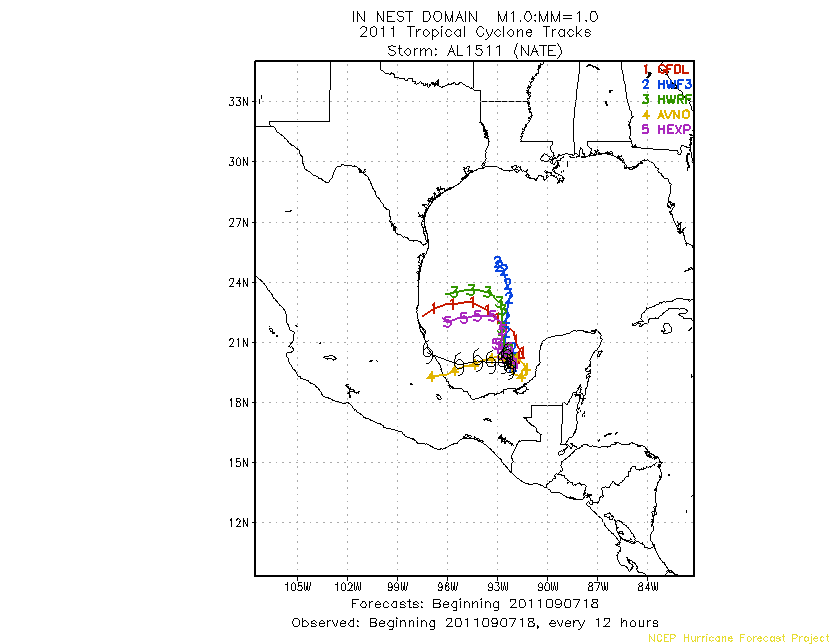 IN NEST DOMAIN M1.0:MM=1.0
2011 Tropical Cyclone Tracks
Storm: AL1511 (NATE)
1 GFDL
2 HWF3
3 HWRF
4 AVNO
5 HEXP
33N
30N
27N
24N
21N
18N
15N
12N
105W 102W 99W 96W 93W 90W 87W 84W
Forecasts: Beginning 2011090718
Observed: Beginning 2011090718, every 12 hours
NCEP Hurricane Forecast Project